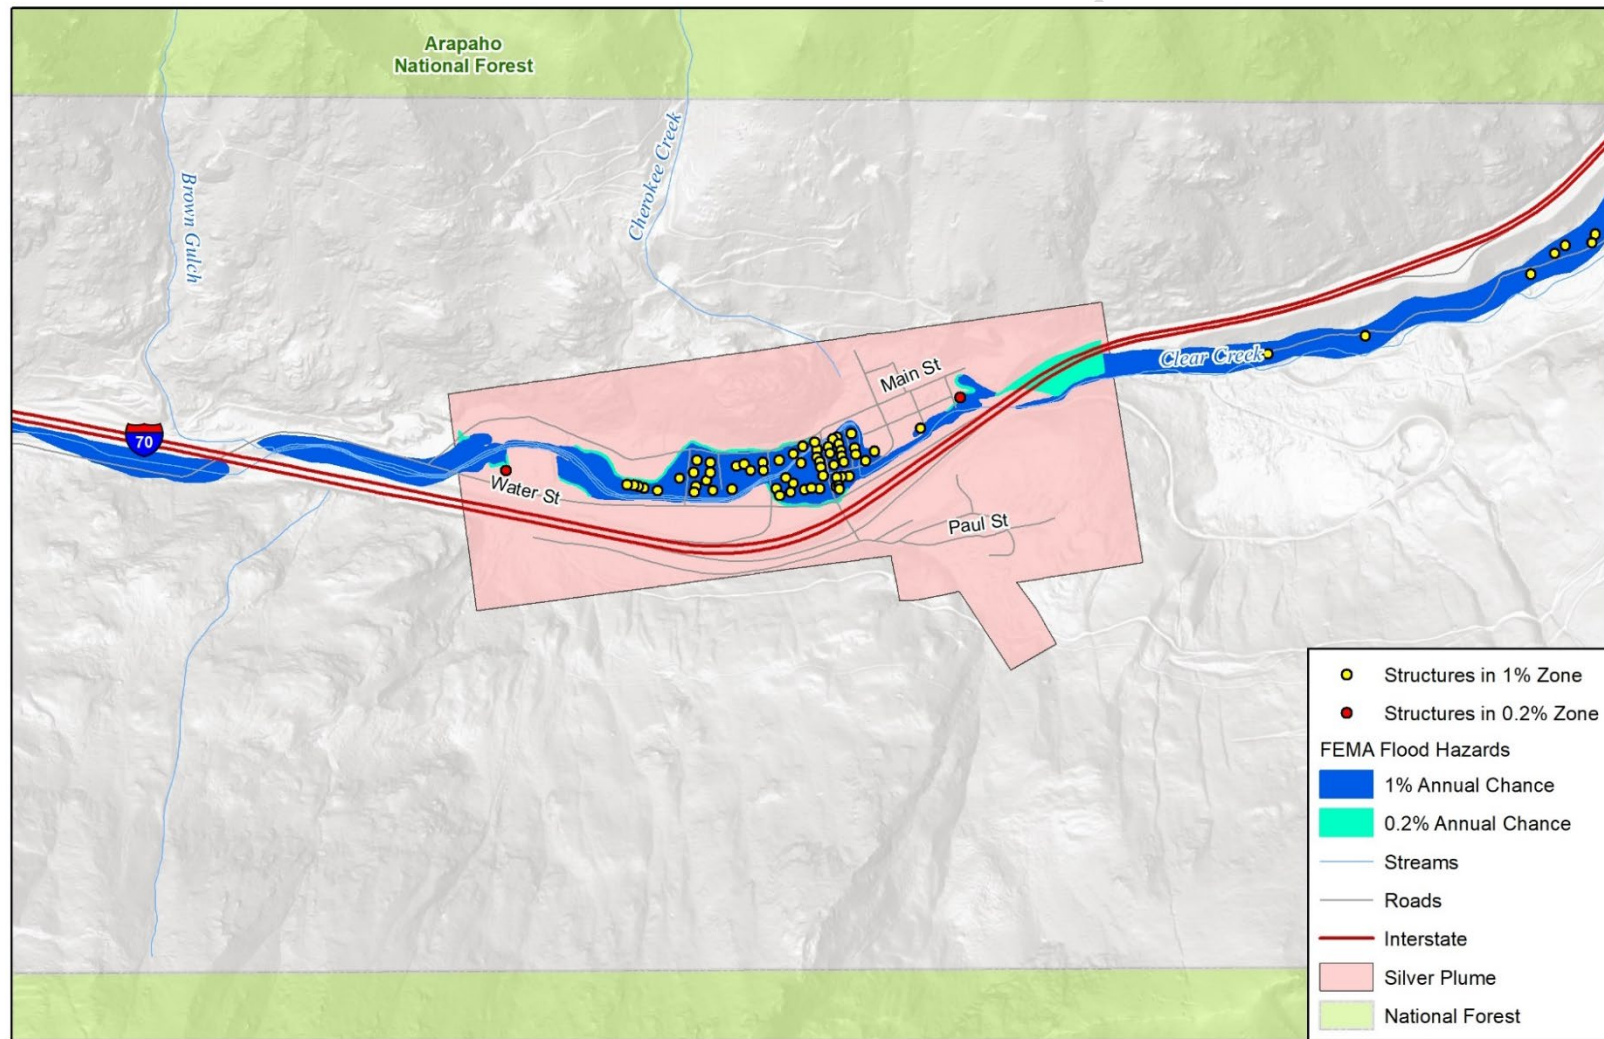 Arapaho
National Forest
Brown Gulch
Cherokee Creek
Main St
Clear Creek
70
Water St
Paul St
Structures in 1% Zone
Structures in 0.2% Zone
FEMA Flood Hazards
1% Annual Chance
0.2% Annual Chance
Streams
Roads
Interstate
Silver Plume
National Forest